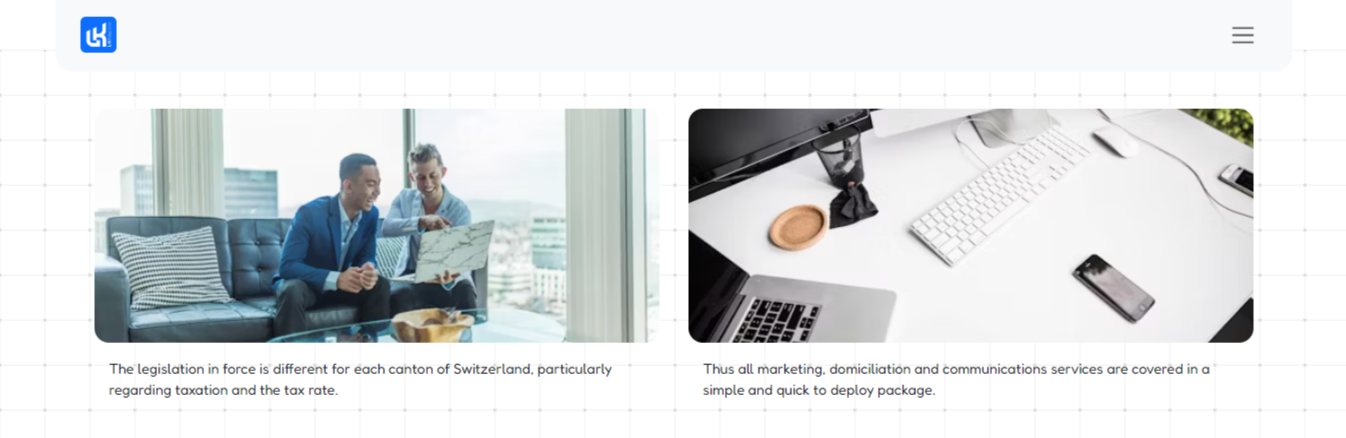 The legislation in force is different for each canton of Switzerland, particularly
regarding taxation and the tax rate.
Thus all marketing, domiciliation and communications services are covered in a
simple and quick to deploy package.